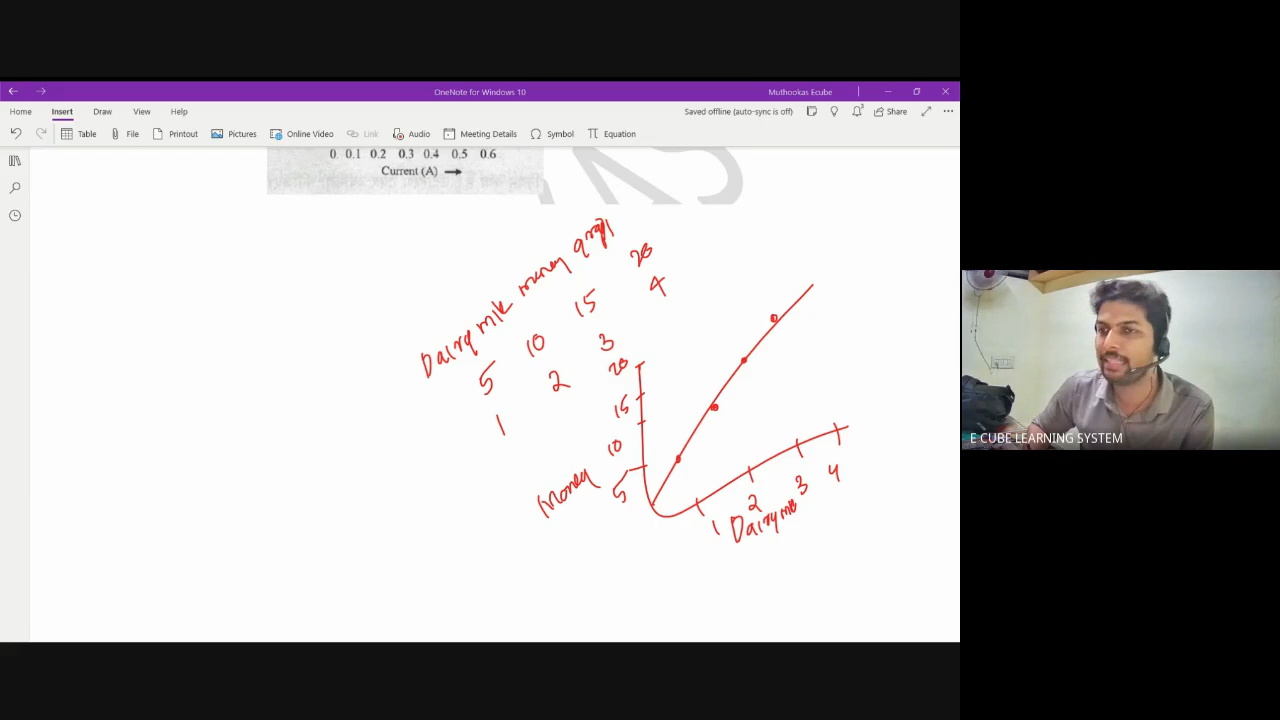 OneNote for Windows 10
Muthookas Ecube
Home Insert Draw View Help
Saved offline (auto-sync is off)
Share
Table File Printout Pictures Online Video Link Audio Meeting Details Symbol Equation
0 0.1 0.2 0.3 0.4 0.5 0.6
Current (A)
Dairy milk money graph
5 10 15 20
1 2 3 4
20
15
10
5
Money
1 2 3 4
Dairy milk
E CUBE LEARNING SYSTEM